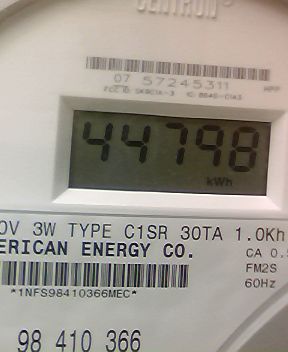 CENTRON
07 57245311
44798
kWh
0V 3W TYPE C1SR 30TA 1.0Kh
ERICAN ENERGY CO.
CA 0.5
FM2S
60Hz
*1NFS98410366MEC*
98 410 366